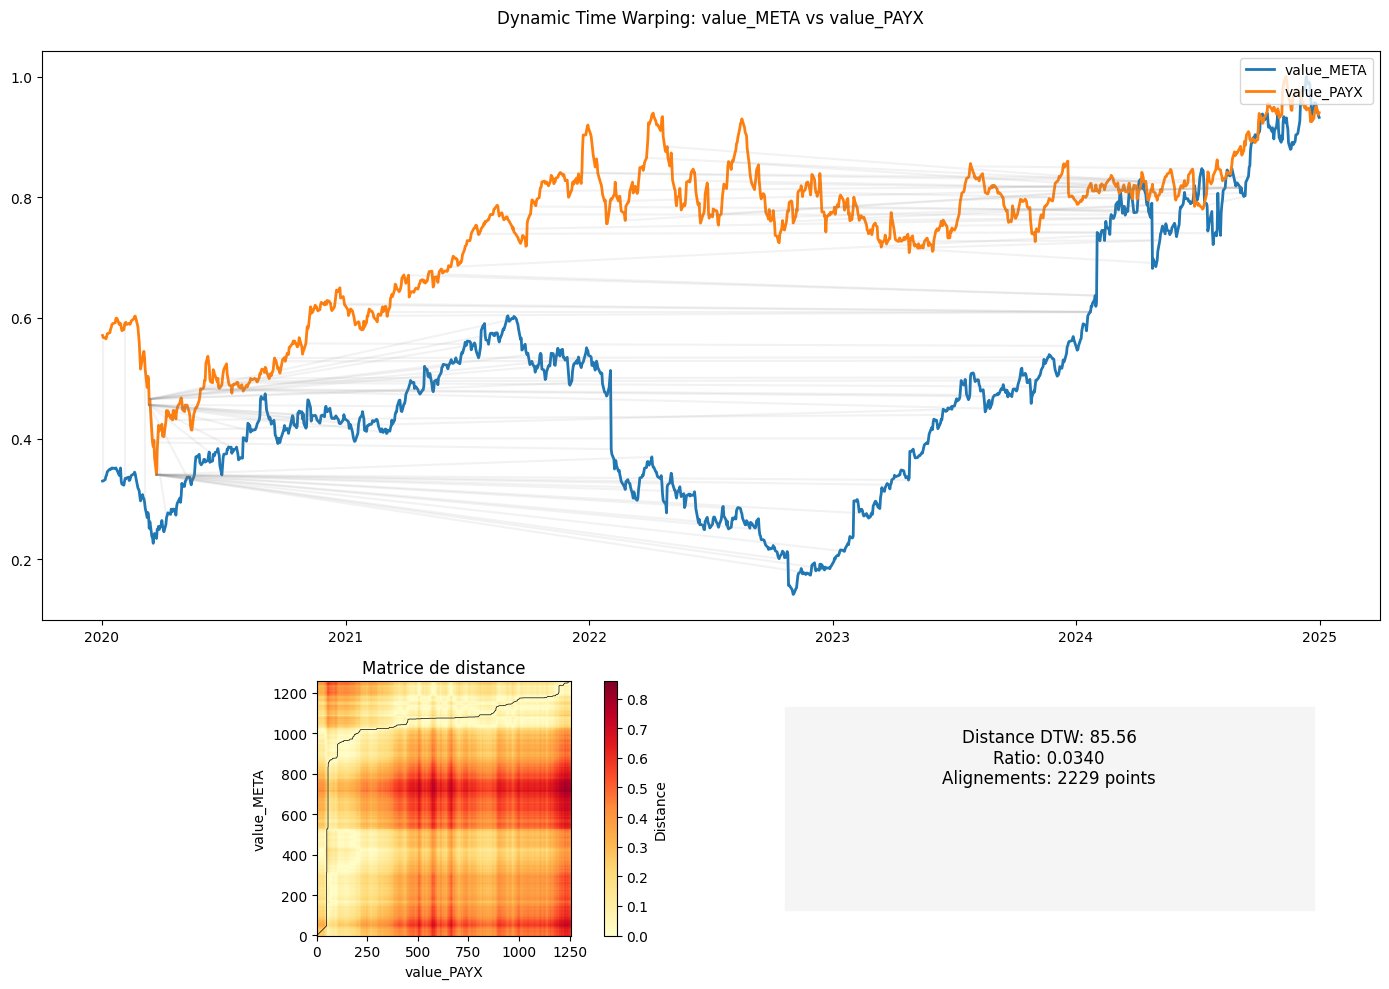 Dynamic Time Warping: value_META vs value_PAYX
1.0
0.8
0.6
0.4
0.2
value_META
value_PAYX
2020 2021 2022 2023 2024 2025
Matrice de distance
1200
1000
800
600
400
200
0
value_META
0 250 500 750 1000 1250
value_PAYX
0.8
0.7
0.6
0.5
0.4
0.3
0.2
0.1
0.0
Distance
Distance DTW: 85.56
Ratio: 0.0340
Alignements: 2229 points